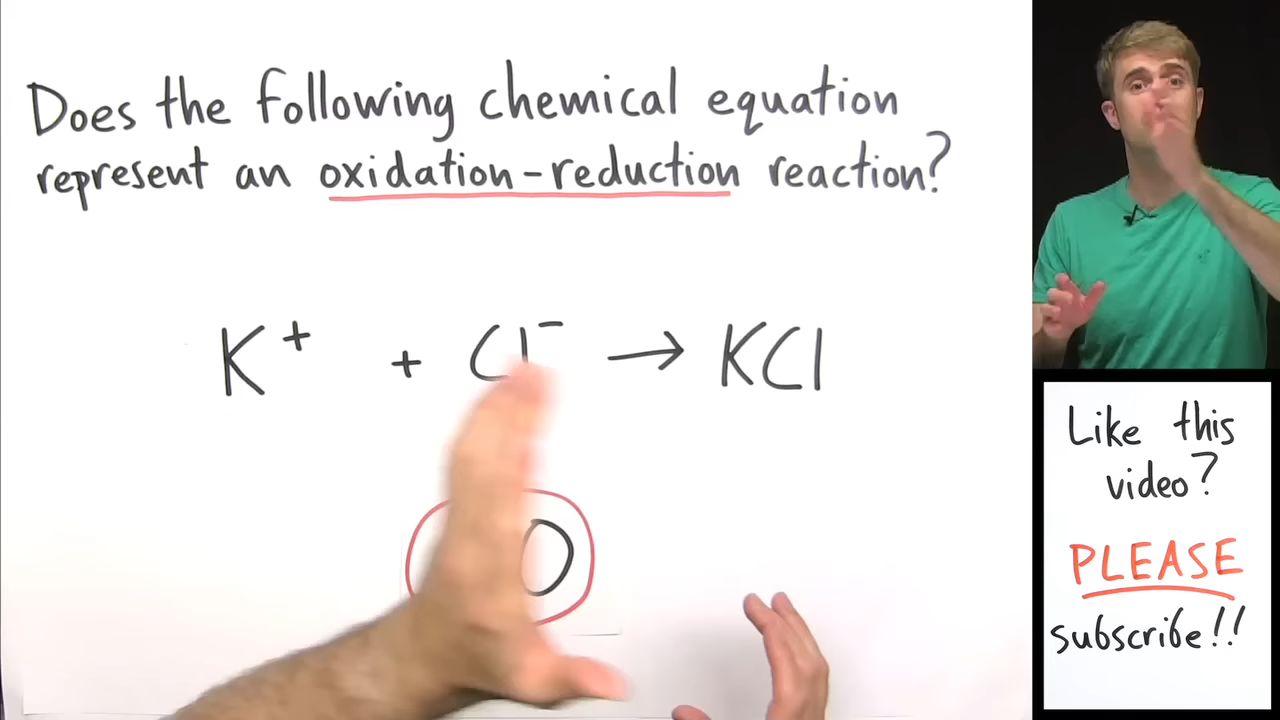 Does the following chemical equation
represent an oxidation-reduction reaction?
K⁺ + Cl⁻ → KCl
Like this
video?
PLEASE
subscribe!!